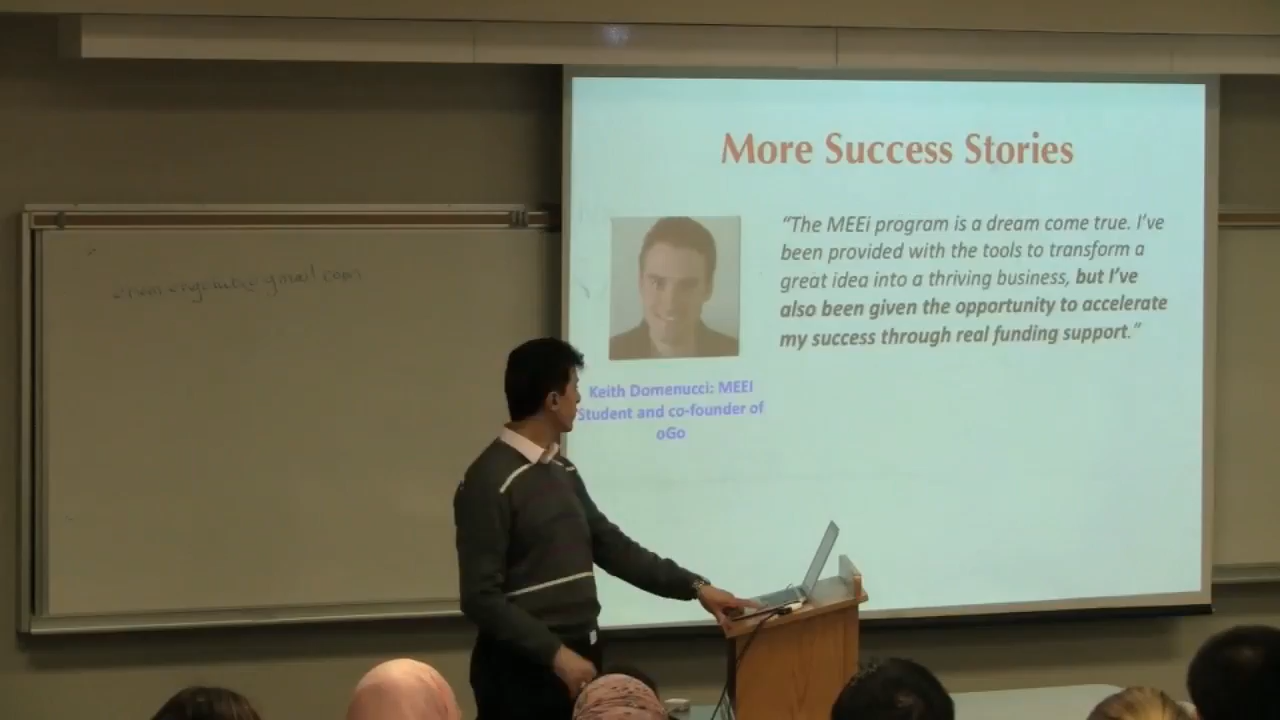 More Success Stories
“The MEEi program is a dream come true. I’ve
been provided with the tools to transform a
great idea into a thriving business, but I’ve
also been given the opportunity to accelerate
my success through real funding support.”
Keith Domenucci: MEEI
Student and co-founder of
oGo